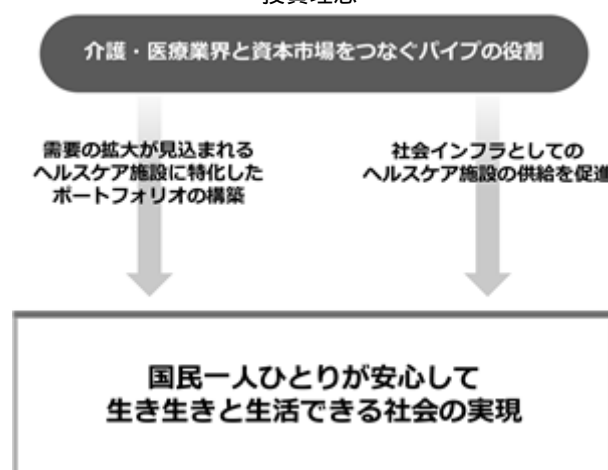 投資理念
介護・医療業界と資本市場をつなぐパイプの役割
需要の拡大が見込まれる
ヘルスケア施設に特化した
ポートフォリオの構築
社会インフラとしての
ヘルスケア施設の供給を促進
国民一人ひとりが安心して
生き生きと生活できる社会の実現